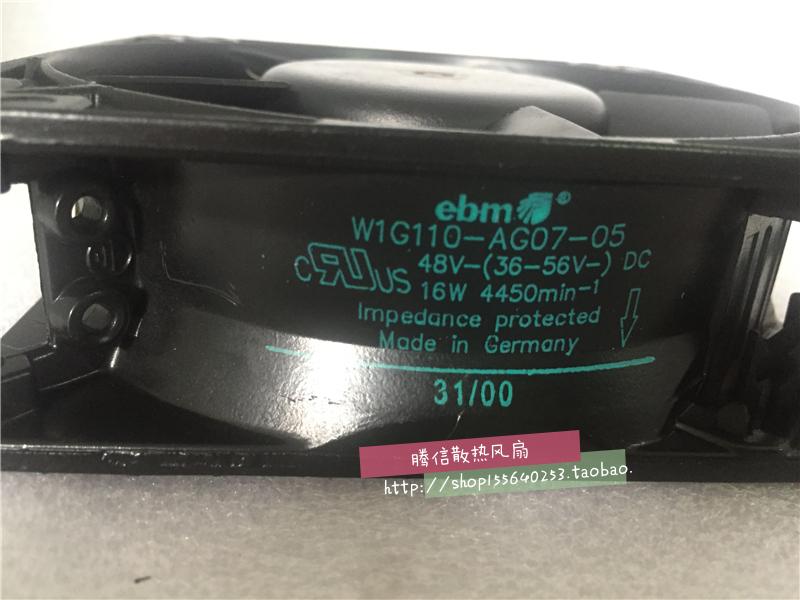 ebm®
W1G110-AG07-05
48V-(36-56V-) DC
cRUus
16W 4450min⁻¹
Impedance protected
Made in Germany
31/00
腾信散热风扇
http://shop155640253.taobao.